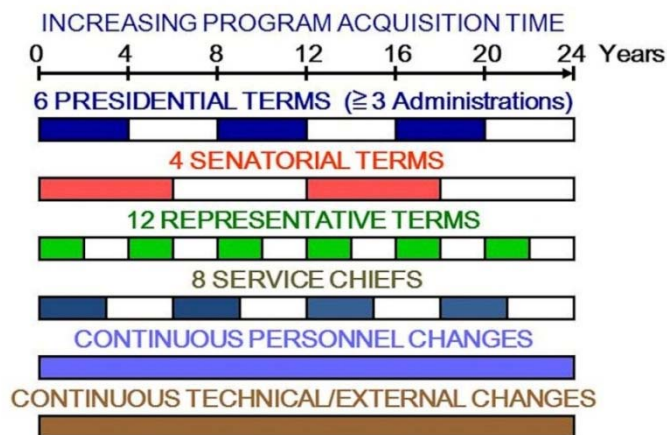 INCREASING PROGRAM ACQUISITION TIME
0 4 8 12 16 20 24 Years
6 PRESIDENTIAL TERMS (≧3 Administrations)
4 SENATORIAL TERMS
12 REPRESENTATIVE TERMS
8 SERVICE CHIEFS
CONTINUOUS PERSONNEL CHANGES
CONTINUOUS TECHNICAL/EXTERNAL CHANGES